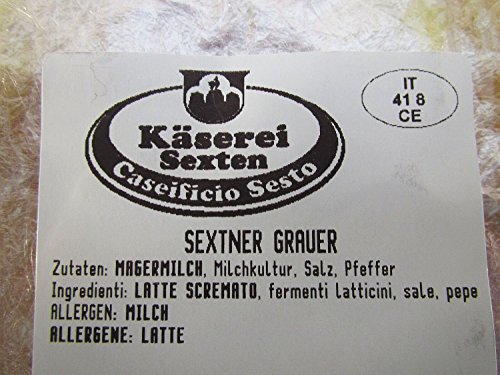 Käserei
Sexten
Caseificio Sesto
IT
41 8
CE
SEXTNER GRAUER
Zutaten: MAGERMILCH, Milchkultur, Salz, Pfeffer
Ingredienti: LATTE SCREMATO, fermenti latticini, sale, pepe
ALLERGEN: MILCH
ALLERGENE: LATTE